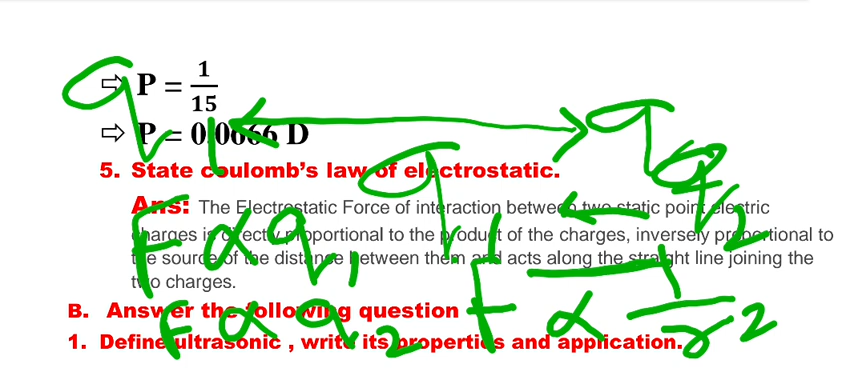 ⇨ P = 1/15
⇨ P = 0.0666 D
q1 q2
5. State coulomb's law of electrostatic.
Ans: The Electrostatic Force of interaction between two static point electric
charges is directly proportional to the product of the charges, inversely proportional to
the source of the distance between them and acts along the straight line joining the
two charges.
F α q1
F α q2
F α 1/r2
B. Answer the following question
1. Define ultrasonic , write its properties and application.